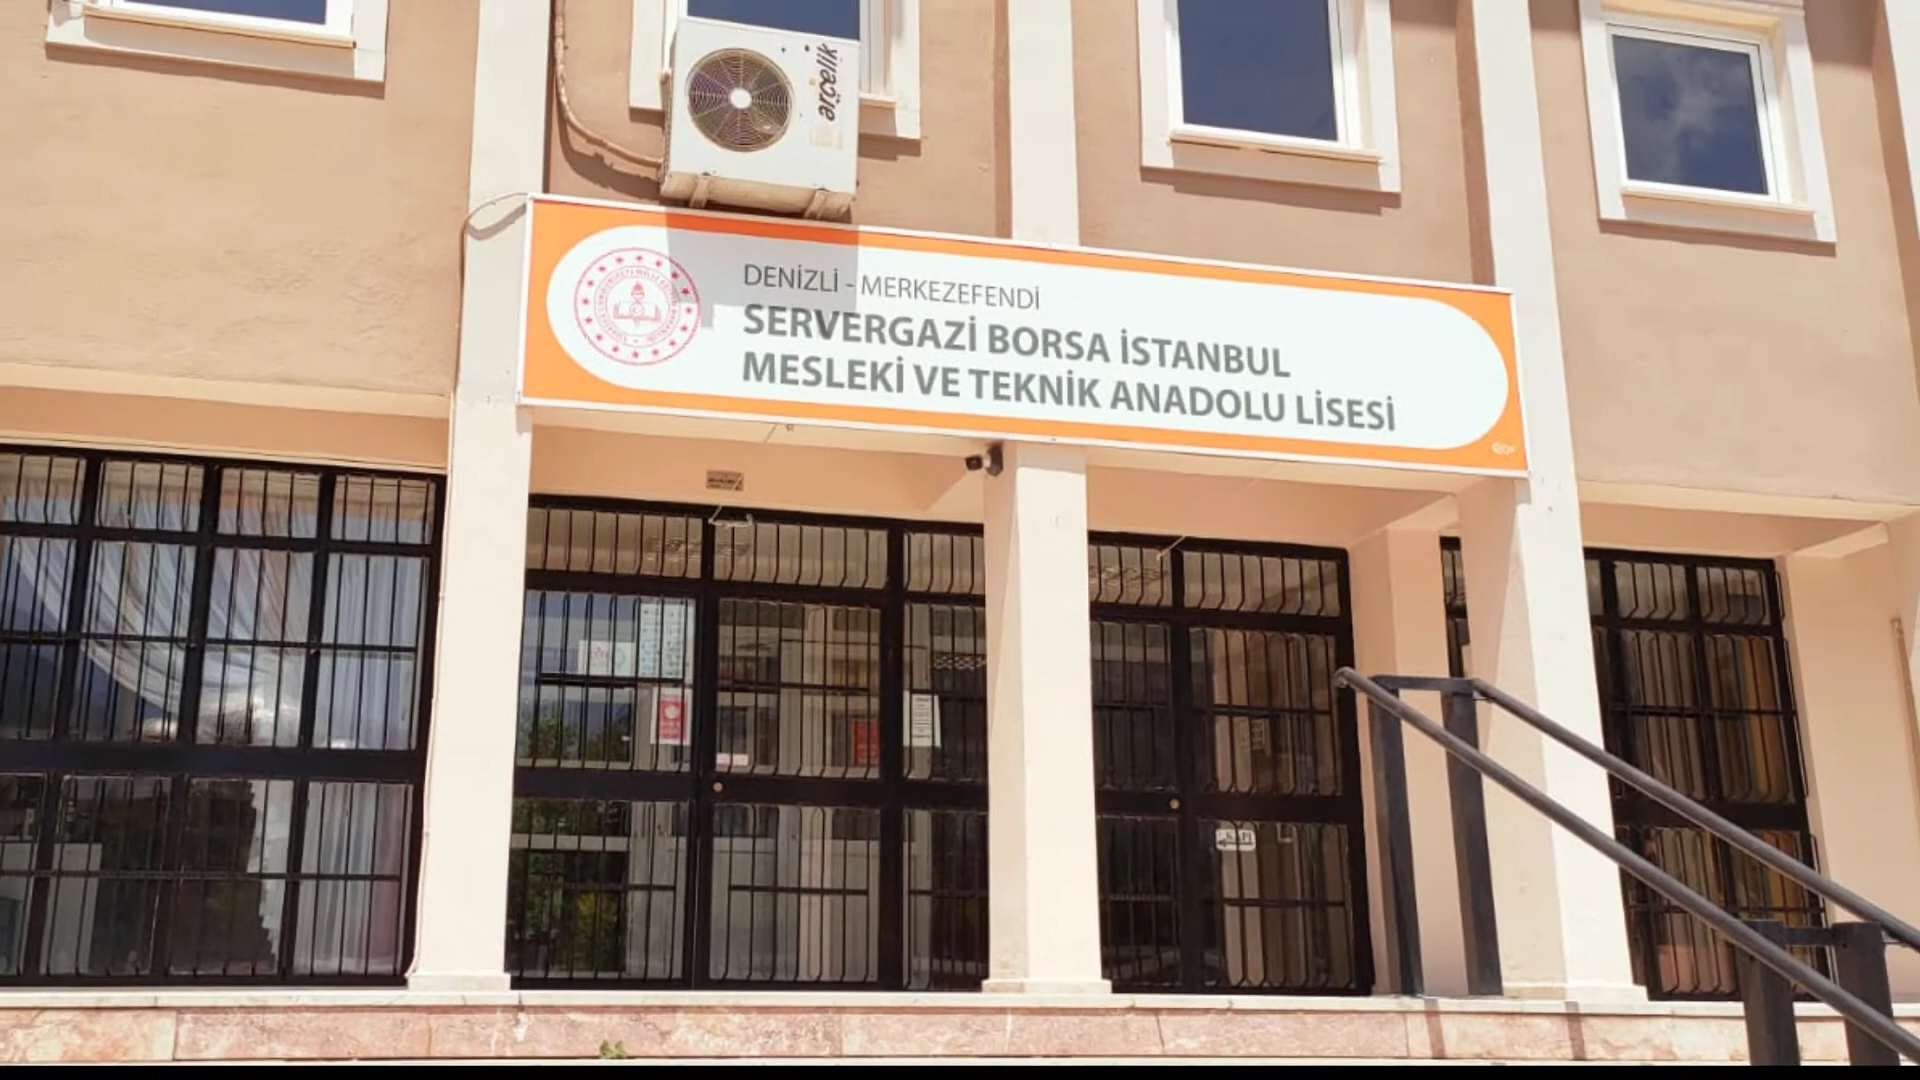 arçelik
DENİZLİ - MERKEZEFENDİ
SERVERGAZİ BORSA İSTANBUL
MESLEKİ VE TEKNİK ANADOLU LİSESİ